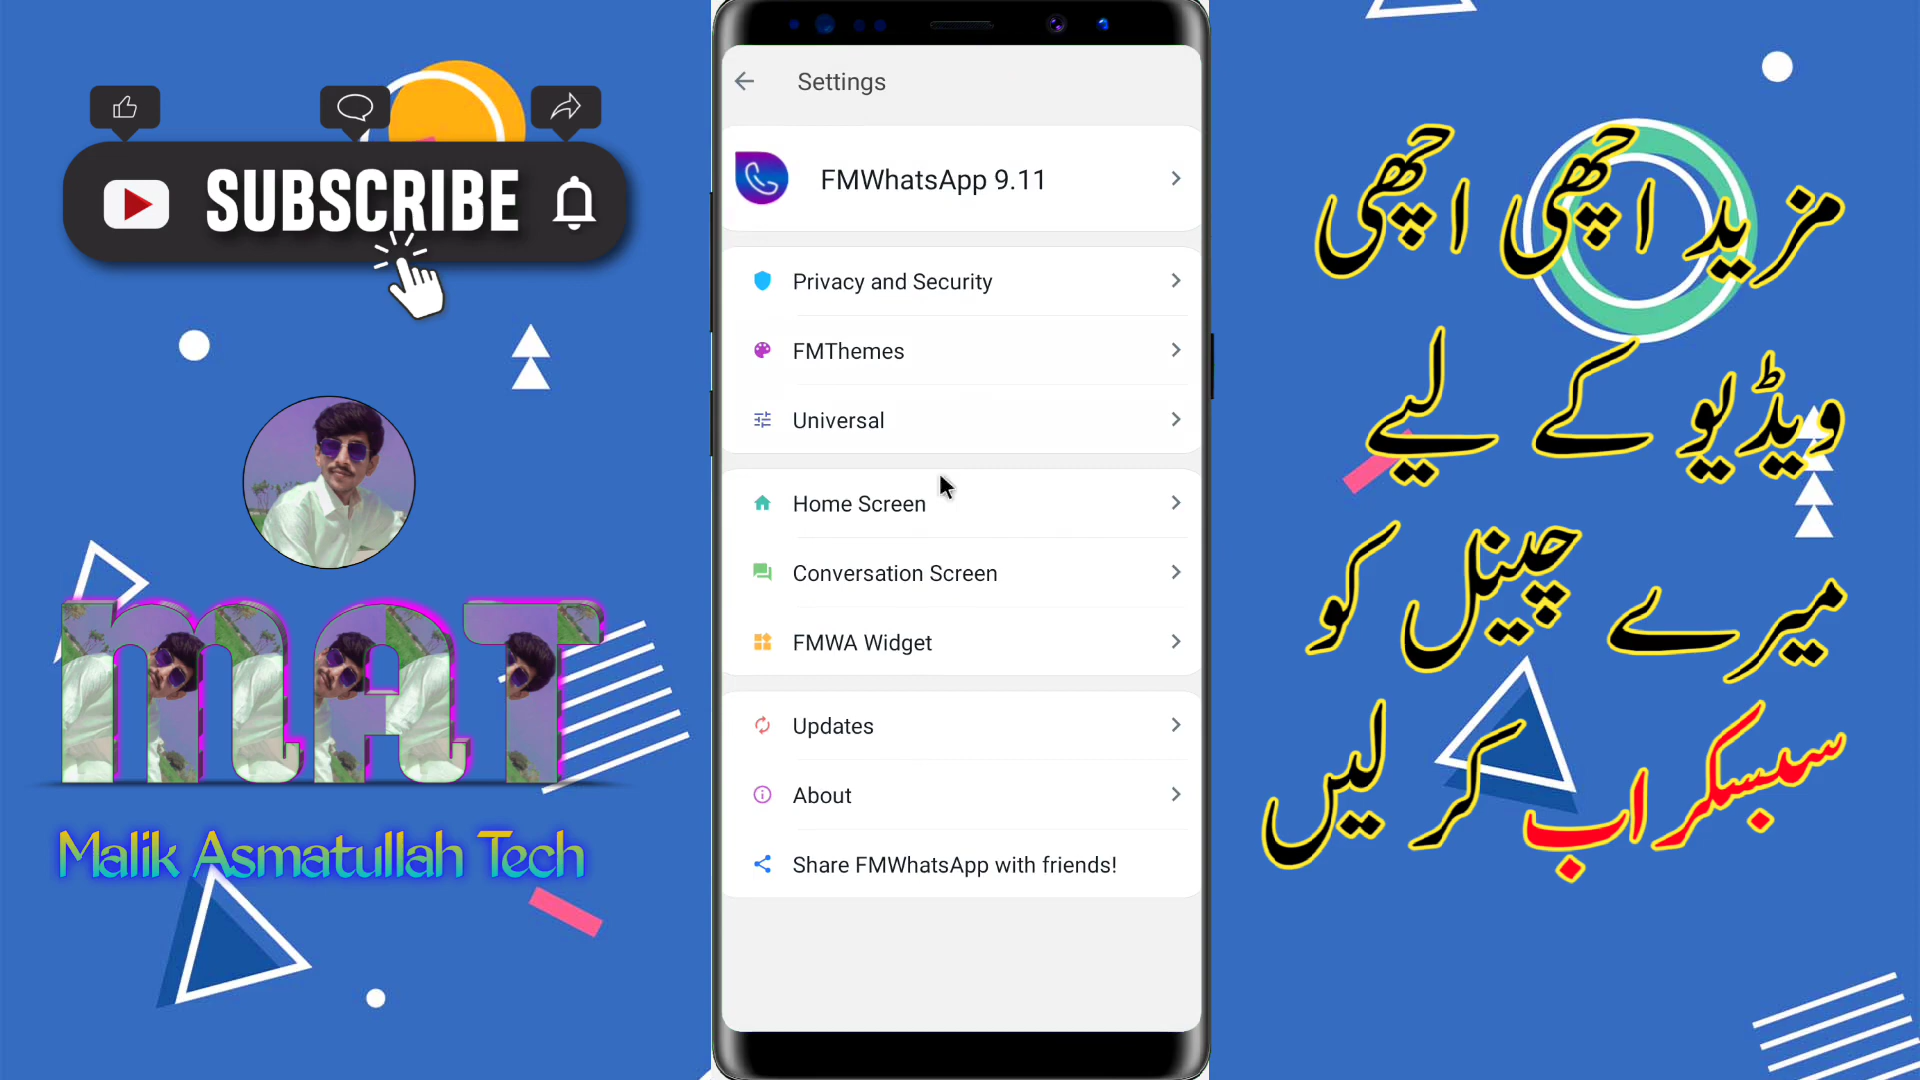 SUBSCRIBE
MAT
Malik Asmatullah Tech
Settings
FMWhatsApp 9.11
Privacy and Security
FMThemes
Universal
Home Screen
Conversation Screen
FMWA Widget
Updates
About
Share FMWhatsApp with friends!
مزید اچھی اچھی
ویڈیو کے لیے
میرے چینل کو
سبسکراب کر لیں